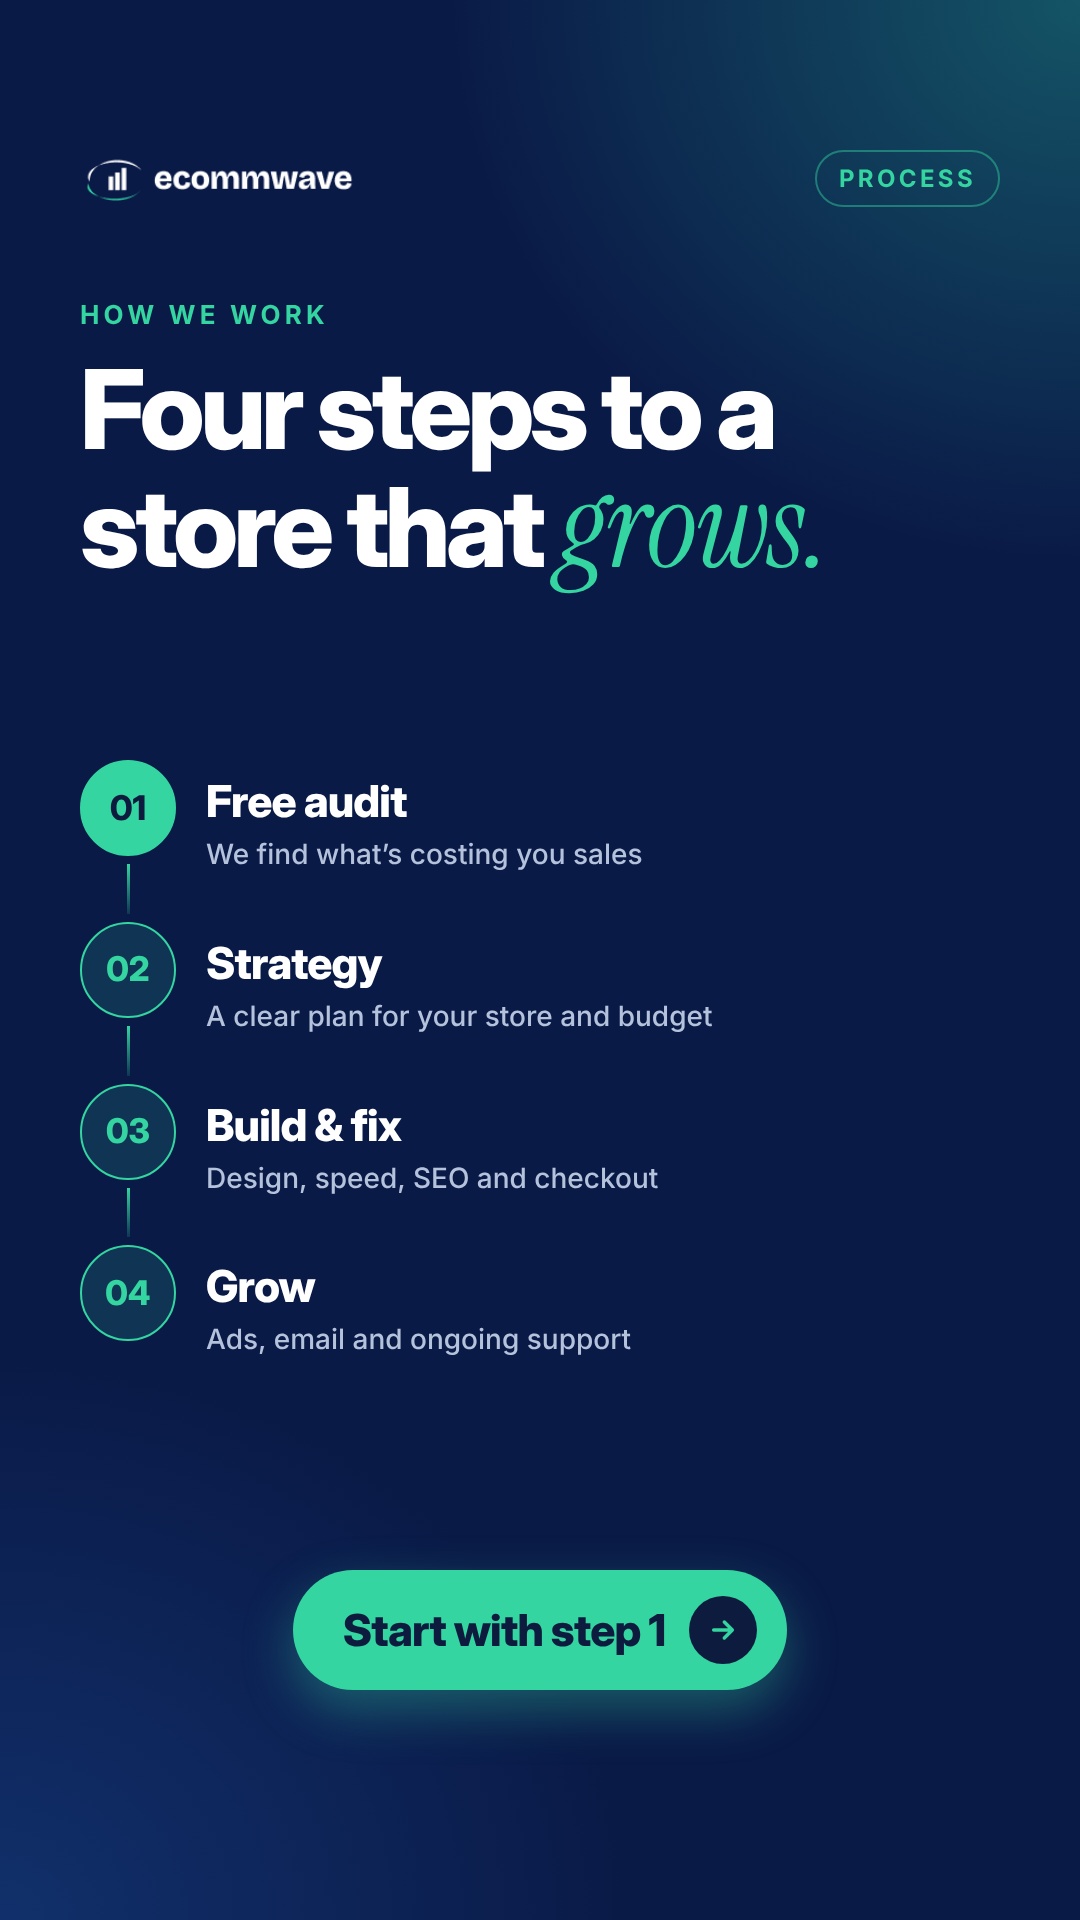 ecommwave
PROCESS
HOW WE WORK
Four steps to a
store that grows.
01
Free audit
We find what’s costing you sales
02
Strategy
A clear plan for your store and budget
03
Build & fix
Design, speed, SEO and checkout
04
Grow
Ads, email and ongoing support
Start with step 1